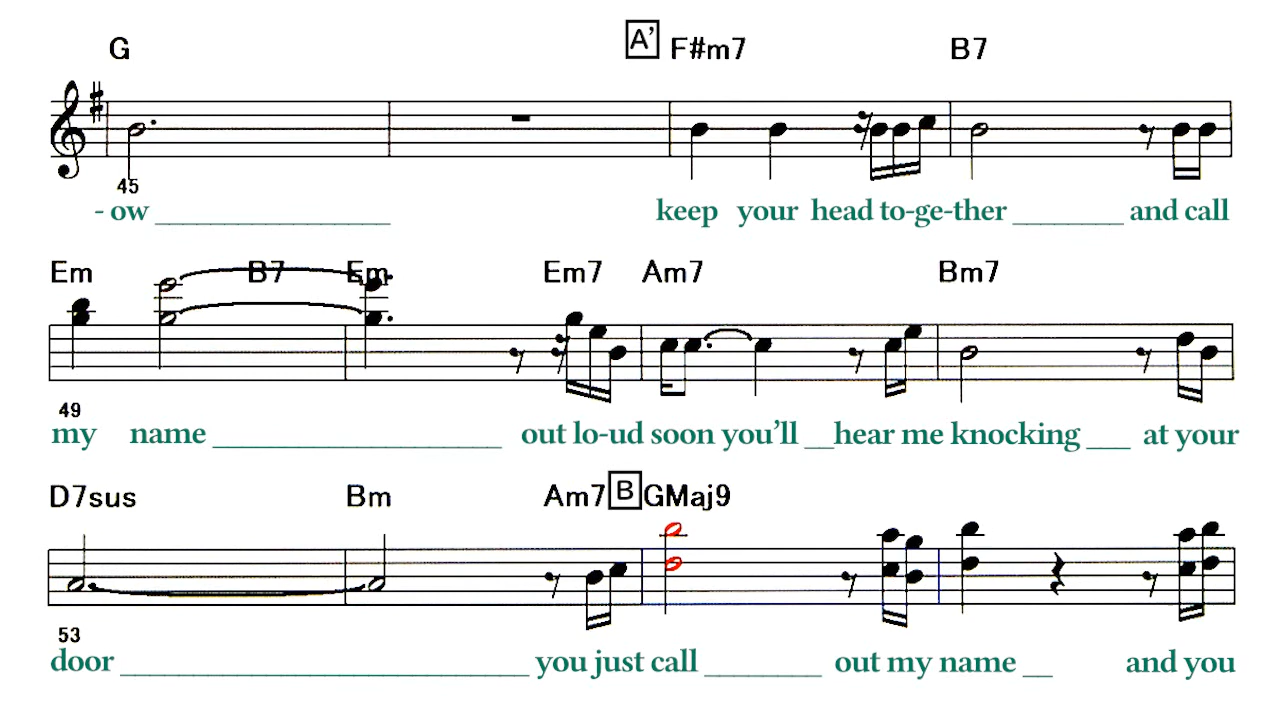 G A' F#m7 B7
45
- ow keep your head to-ge-ther and call
Em B7 Em Em7 Am7 Bm7
49
my name out lo-ud soon you'll hear me knocking at your
D7sus Bm Am7 B GMaj9
53
door you just call out my name and you